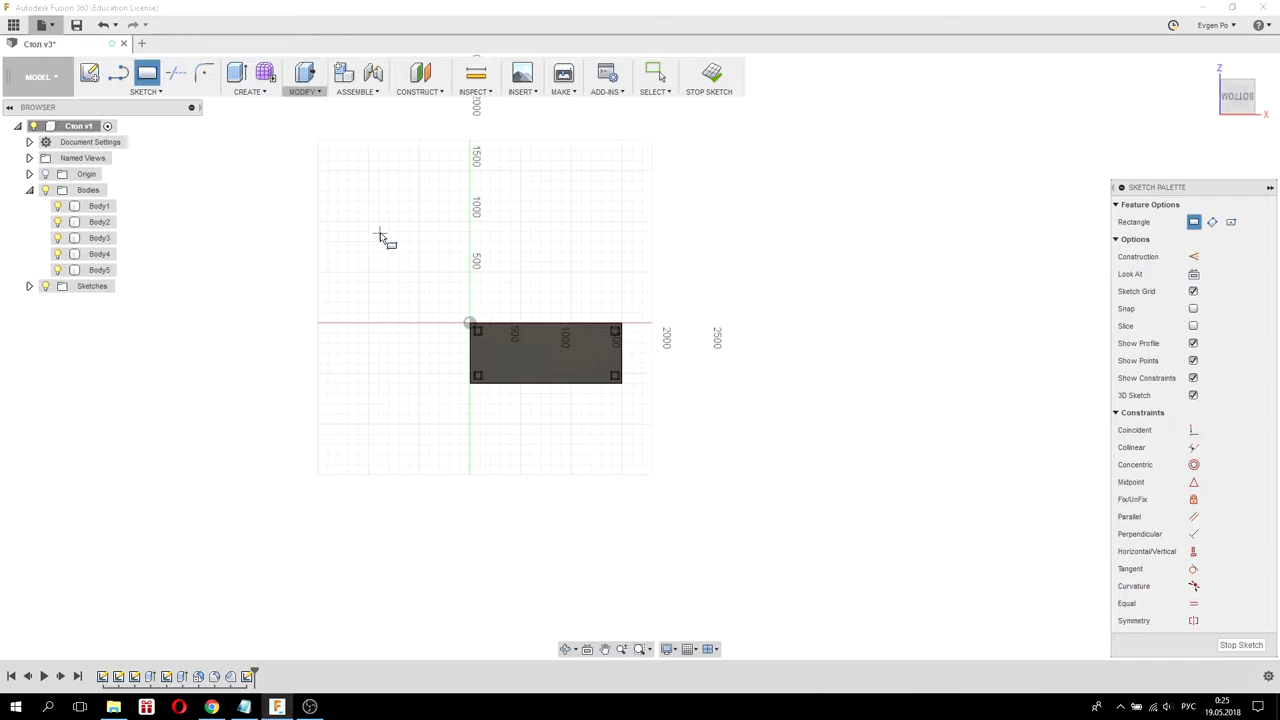 Autodesk Fusion 360 (Education License)
Evgen Po
Стол v3*
MODEL
SKETCH
CREATE
MODIFY
ASSEMBLE
CONSTRUCT
INSPECT
INSERT
MAKE
ADD-INS
SELECT
STOP SKETCH
BROWSER
Стол v1
Document Settings
Named Views
Origin
Bodies
Body1
Body2
Body3
Body4
Body5
Sketches
2000
1500
1000
500
500
1000
2000
2500
Z
BOTTOM
X
SKETCH PALETTE
Feature Options
Rectangle
Options
Construction
Look At
Sketch Grid
Snap
Slice
Show Profile
Show Points
Show Constraints
3D Sketch
Constraints
Coincident
Collinear
Concentric
Midpoint
Fix/UnFix
Parallel
Perpendicular
Horizontal/Vertical
Tangent
Curvature
Equal
Symmetry
Stop Sketch
РУС
0:25
19.05.2018